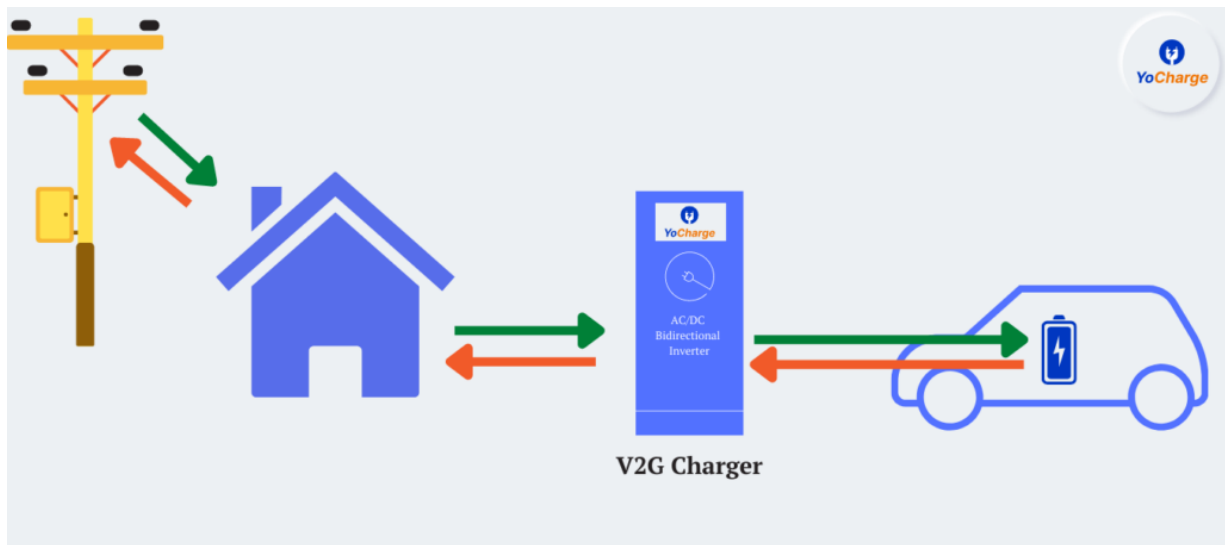 YoCharge
YoCharge
AC/DC
Bidirectional
Inverter
V2G Charger